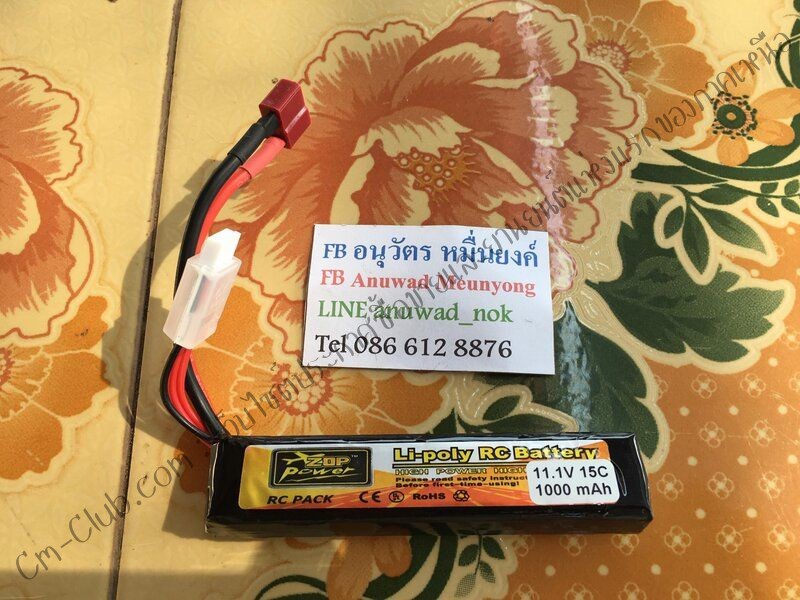 FB อนุวัตร หมื่นยงค์
FB Anuwad Meunyong
LINE anuwad_nok
Tel 086 612 8876
ZOP™
Power
Li-poly RC Battery
HIGH POWER HIGH
Please read safety instruc
Before first-time-using!
RC PACK
CE RoHS
11.1V 15C
1000 mAh
Cm-Club.com